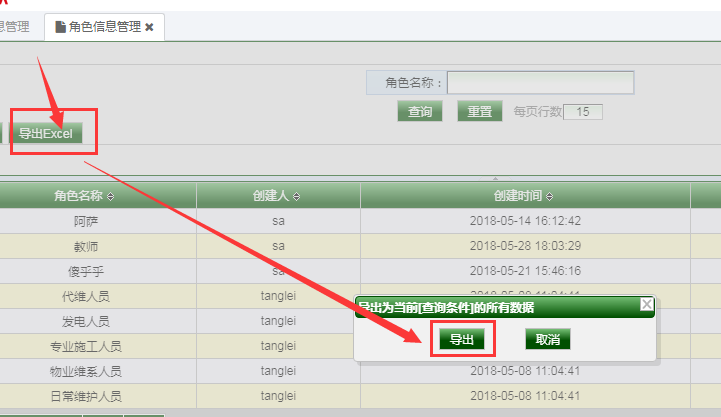 息管理 角色信息管理
角色名称：
查询 重置 每页行数 15
导出Excel
角色名称 创建人 创建时间
阿萨 sa 2018-05-14 16:12:42
教师 sa 2018-05-28 18:03:29
傻乎乎 sa 2018-05-21 15:46:16
代维人员 tanglei
发电人员 tanglei
导出为当前[查询条件]的所有数据
专业施工人员 tanglei
导出 取消
物业维系人员 tanglei 2018-05-08 11:04:41
日常维护人员 tanglei 2018-05-08 11:04:41